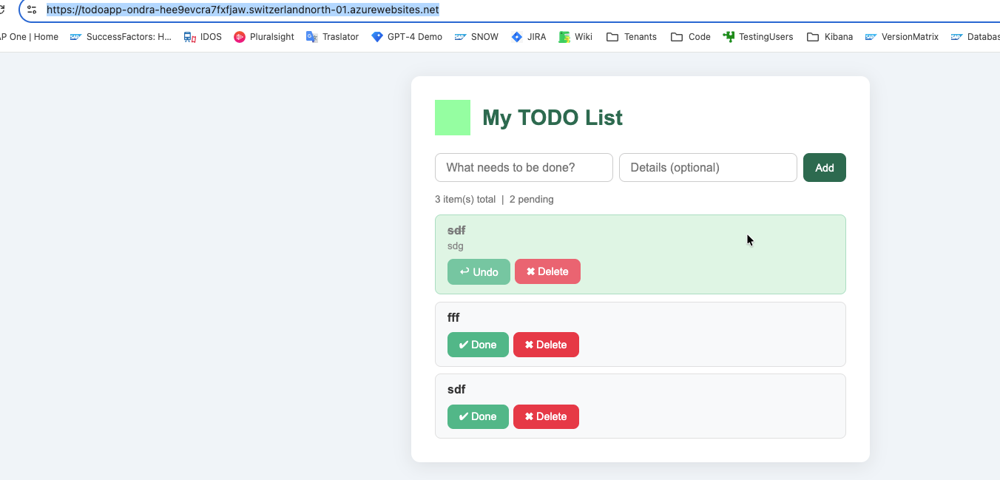 https://todoapp-ondra-hee9evcra7fxfjaw.switzerlandnorth-01.azurewebsites.net
AP One | Home SuccessFactors: H... IDOS Pluralsight Traslator GPT-4 Demo SNOW JIRA Wiki Tenants Code TestingUsers Kibana VersionMatrix Databas
My TODO List
What needs to be done? Details (optional) Add
3 item(s) total | 2 pending
sdf
sdg
↩ Undo ✖ Delete
fff
✔ Done ✖ Delete
sdf
✔ Done ✖ Delete